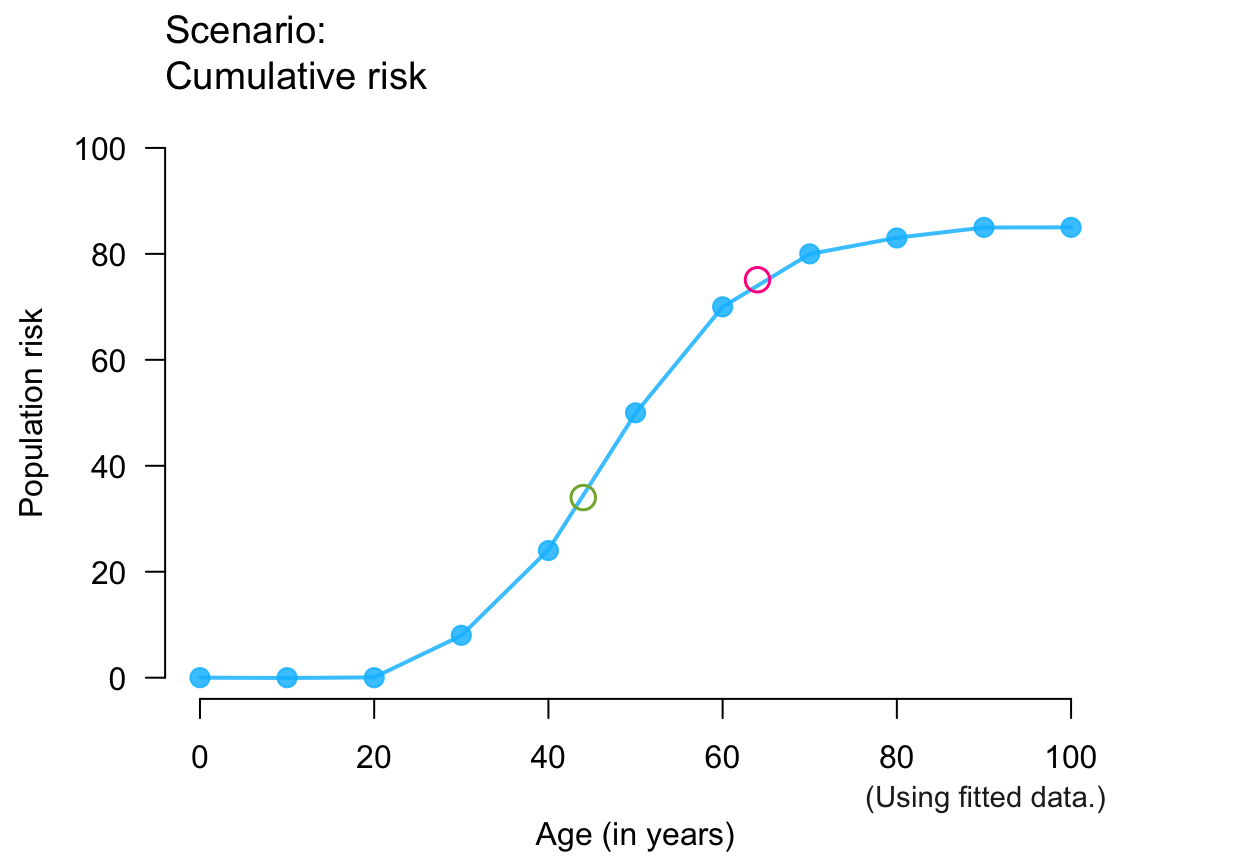 Scenario:
Cumulative risk
100
80
60
40
20
0
Population risk
0 20 40 60 80 100
(Using fitted data.)
Age (in years)